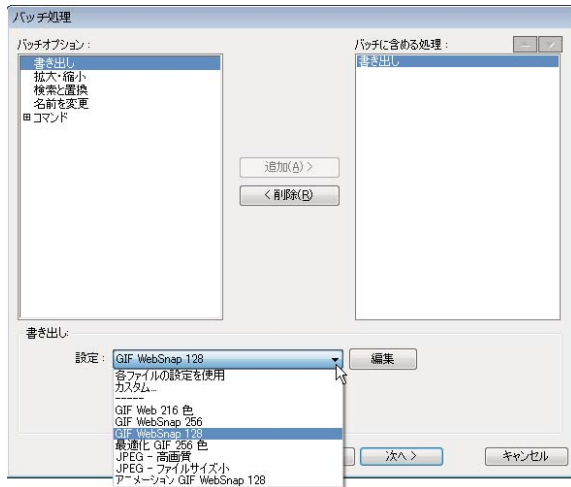 バッチ処理
バッチオプション：
書き出し
拡大・縮小
検索と置換
名前を変更
コマンド
追加(A) >
< 削除(R)
バッチに含める処理：
書き出し
書き出し：
設定：
GIF WebSnap 128
編集
各ファイルの設定を使用
カスタム...
-----
GIF Web 216 色
GIF WebSnap 256
GIF WebSnap 128
最適化 GIF 256 色
JPEG - 高画質
JPEG - ファイルサイズ小
アニメーション GIF WebSnap 128
次へ >
キャンセル